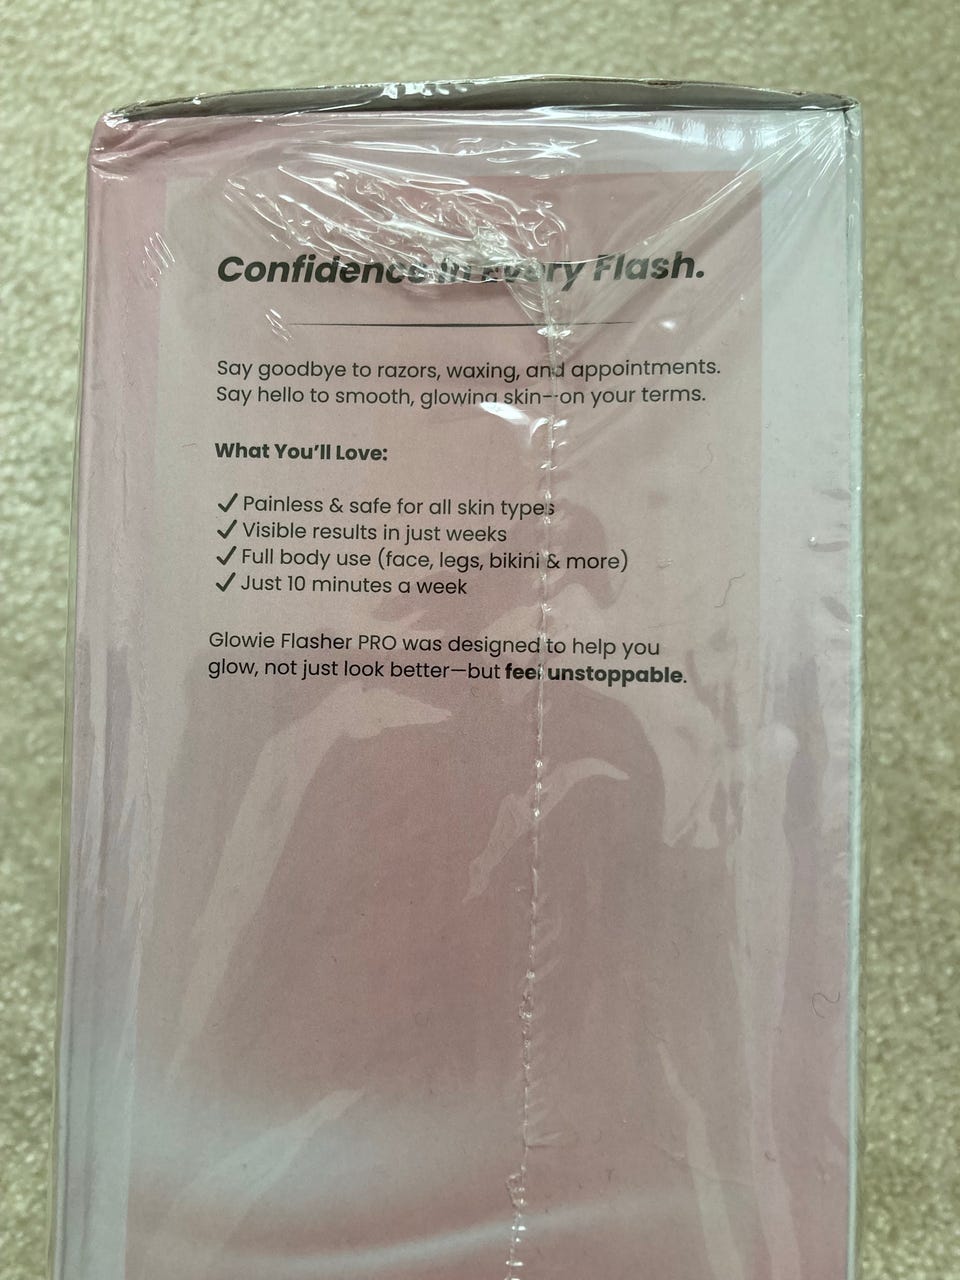 Confidence in Every Flash.
Say goodbye to razors, waxing, and appointments.
Say hello to smooth, glowing skin—on your terms.
What You'll Love:
✓ Painless & safe for all skin types
✓ Visible results in just weeks
✓ Full body use (face, legs, bikini & more)
✓ Just 10 minutes a week
Glowie Flasher PRO was designed to help you
glow, not just look better—but feel unstoppable.